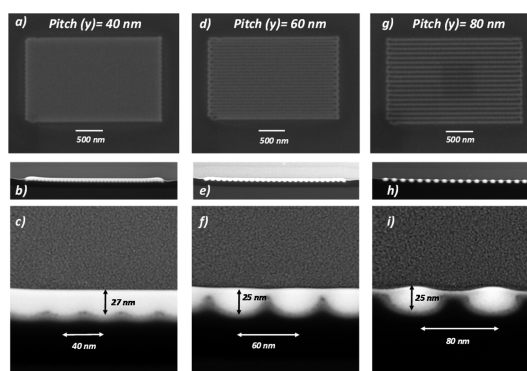 a) Pitch (y)= 40 nm
500 nm
b)
c)
27 nm
40 nm
d) Pitch (y)= 60 nm
500 nm
e)
f)
25 nm
60 nm
g) Pitch (y)= 80 nm
500 nm
h)
i)
25 nm
80 nm